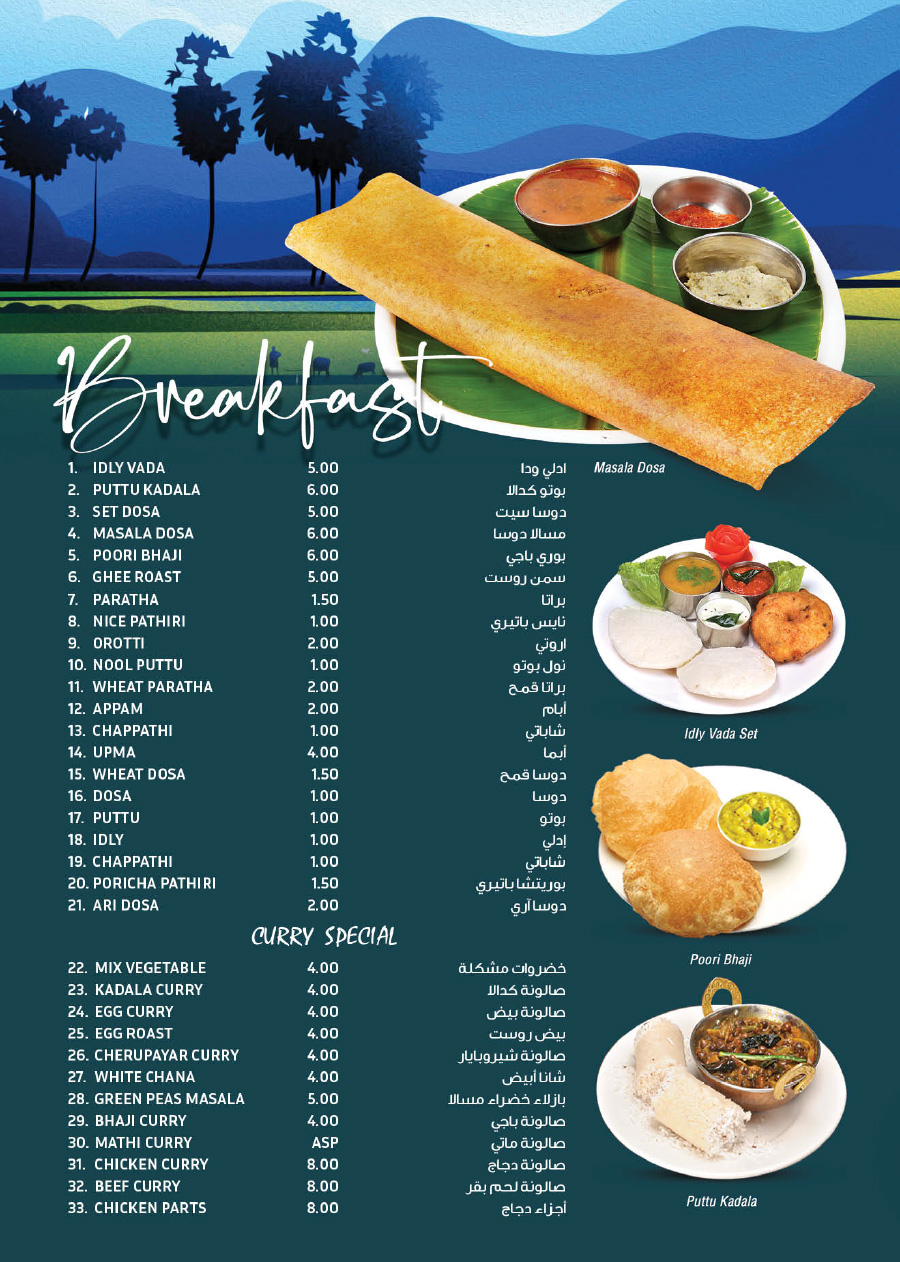 Breakfast
1. IDLY VADA 5.00 ادلي ودا
2. PUTTU KADALA 6.00 بوتو كدالا
3. SET DOSA 5.00 دوسا سيت
4. MASALA DOSA 6.00 مسالا دوسا
5. POORI BHAJI 6.00 بوري باجي
6. GHEE ROAST 5.00 سمن روست
7. PARATHA 1.50 براتا
8. NICE PATHIRI 1.00 نايس باتيري
9. OROTTI 2.00 اروتي
10. NOOL PUTTU 1.00 نول بوتو
11. WHEAT PARATHA 2.00 براتا قمح
12. APPAM 2.00 أبام
13. CHAPPATHI 1.00 شاباتي
14. UPMA 4.00 أبما
15. WHEAT DOSA 1.50 دوسا قمح
16. DOSA 1.00 دوسا
17. PUTTU 1.00 بوتو
18. IDLY 1.00 إدلي
19. CHAPPATHI 1.00 شاباتي
20. PORICHA PATHIRI 1.50 بوريتشا باتيري
21. ARI DOSA 2.00 دوسا آري
CURRY SPECIAL
22. MIX VEGETABLE 4.00 خضروات مشكلة
23. KADALA CURRY 4.00 صالونة كدالا
24. EGG CURRY 4.00 صالونة بيض
25. EGG ROAST 4.00 بيض روست
26. CHERUPAYAR CURRY 4.00 صالونة شيروبايار
27. WHITE CHANA 4.00 شانا أبيض
28. GREEN PEAS MASALA 5.00 بازلاء خضراء مسالا
29. BHAJI CURRY 4.00 صالونة باجي
30. MATHI CURRY ASP صالونة ماتي
31. CHICKEN CURRY 8.00 صالونة دجاج
32. BEEF CURRY 8.00 صالونة لحم بقر
33. CHICKEN PARTS 8.00 أجزاء دجاج
Masala Dosa
Idly Vada Set
Poori Bhaji
Puttu Kadala